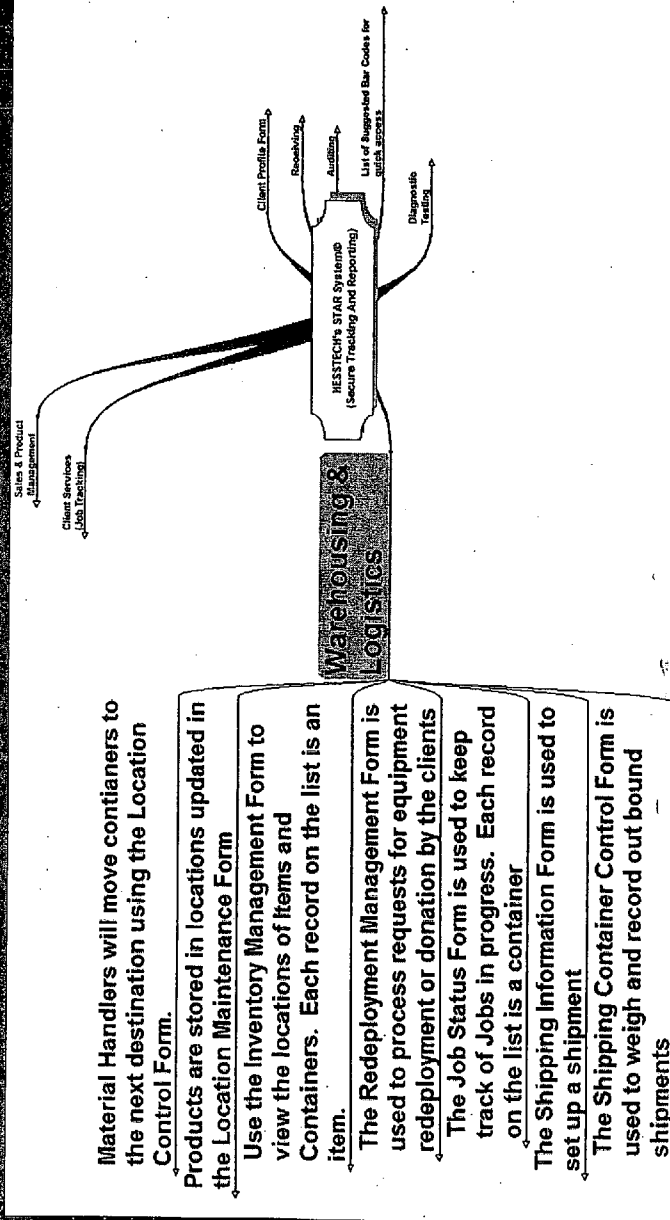 Material Handlers will move contianers to
the next destination using the Location
Control Form.
Products are stored in locations updated in
the Location Maintenance Form
Use the Inventory Management Form to
view the locations of Items and
Containers. Each record on the list is an
item.
The Redeployment Management Form is
used to process requests for equipment
redeployment or donation by the clients
The Job Status Form is used to keep
track of Jobs in progress. Each record
on the list is a container
The Shipping Information Form is used to
set up a shipment
The Shipping Container Control Form is
used to weigh and record out bound
shipments
Warehousing &
Logistics
Sales & Product
Management
Client Services
(Job Tracking)
HESSTECH's STAR System©
(Secure Tracking And Reporting)
Client Profile Form
Receiving
Auditing
List of Suggested Bar Codes for
quick access
Diagnostic
Testing